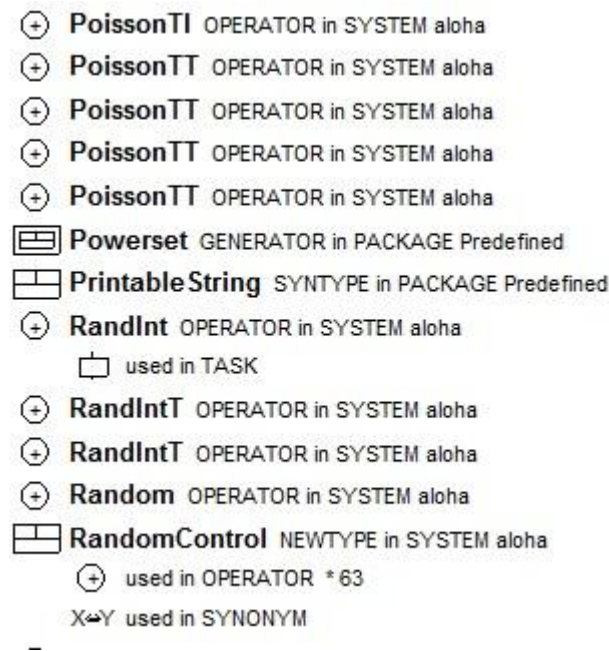 PoissonTI OPERATOR in SYSTEM aloha
PoissonTT OPERATOR in SYSTEM aloha
PoissonTT OPERATOR in SYSTEM aloha
PoissonTT OPERATOR in SYSTEM aloha
PoissonTT OPERATOR in SYSTEM aloha
Powerset GENERATOR in PACKAGE Predefined
PrintableString SYNTYPE in PACKAGE Predefined
RandInt OPERATOR in SYSTEM aloha
used in TASK
RandIntT OPERATOR in SYSTEM aloha
RandIntT OPERATOR in SYSTEM aloha
Random OPERATOR in SYSTEM aloha
RandomControl NEWTYPE in SYSTEM aloha
used in OPERATOR * 63
X↔Y used in SYNONYM